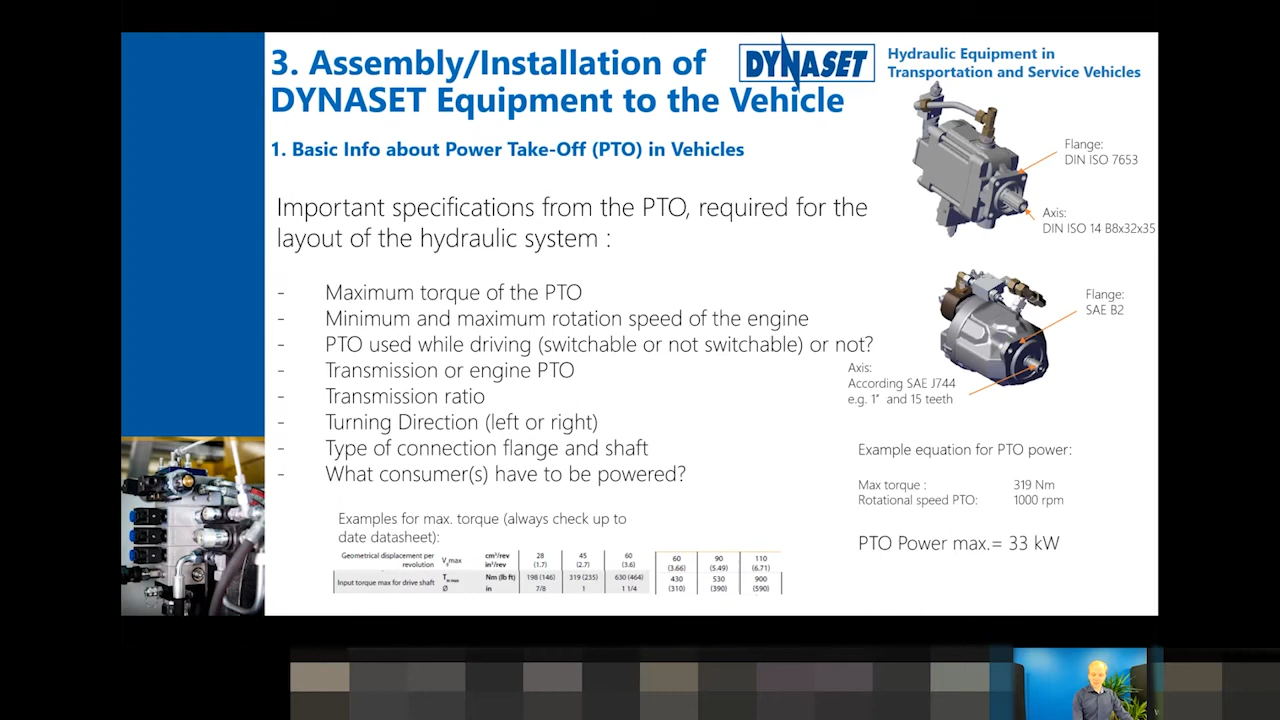 3. Assembly/Installation of
DYNASET Equipment to the Vehicle
DYNASET
Hydraulic Equipment in
Transportation and Service Vehicles
1. Basic Info about Power Take-Off (PTO) in Vehicles
Important specifications from the PTO, required for the
layout of the hydraulic system :
- Maximum torque of the PTO
- Minimum and maximum rotation speed of the engine
- PTO used while driving (switchable or not switchable) or not?
- Transmission or engine PTO
- Transmission ratio
- Turning Direction (left or right)
- Type of connection flange and shaft
- What consumer(s) have to be powered?
Flange:
DIN ISO 7653
Axis:
DIN ISO 14 B8x32x35
Flange:
SAE B2
Axis:
According SAE J744
e.g. 1" and 15 teeth
Example equation for PTO power:
Max torque : 319 Nm
Rotational speed PTO: 1000 rpm
PTO Power max.= 33 kW
Examples for max. torque (always check up to
date datasheet):
Geometrical displacement per cm³/rev 28 45 60 60 90 110
revolution Vg max in³/rev (1.7) (2.7) (3.6) (3.66) (5.49) (6.71)
Input torque max for drive shaft Nm (lb ft) 198 (146) 319 (235) 630 (464) 430 530 900
Ø in 7/8 1 1 1/4 (310) (390) (590)